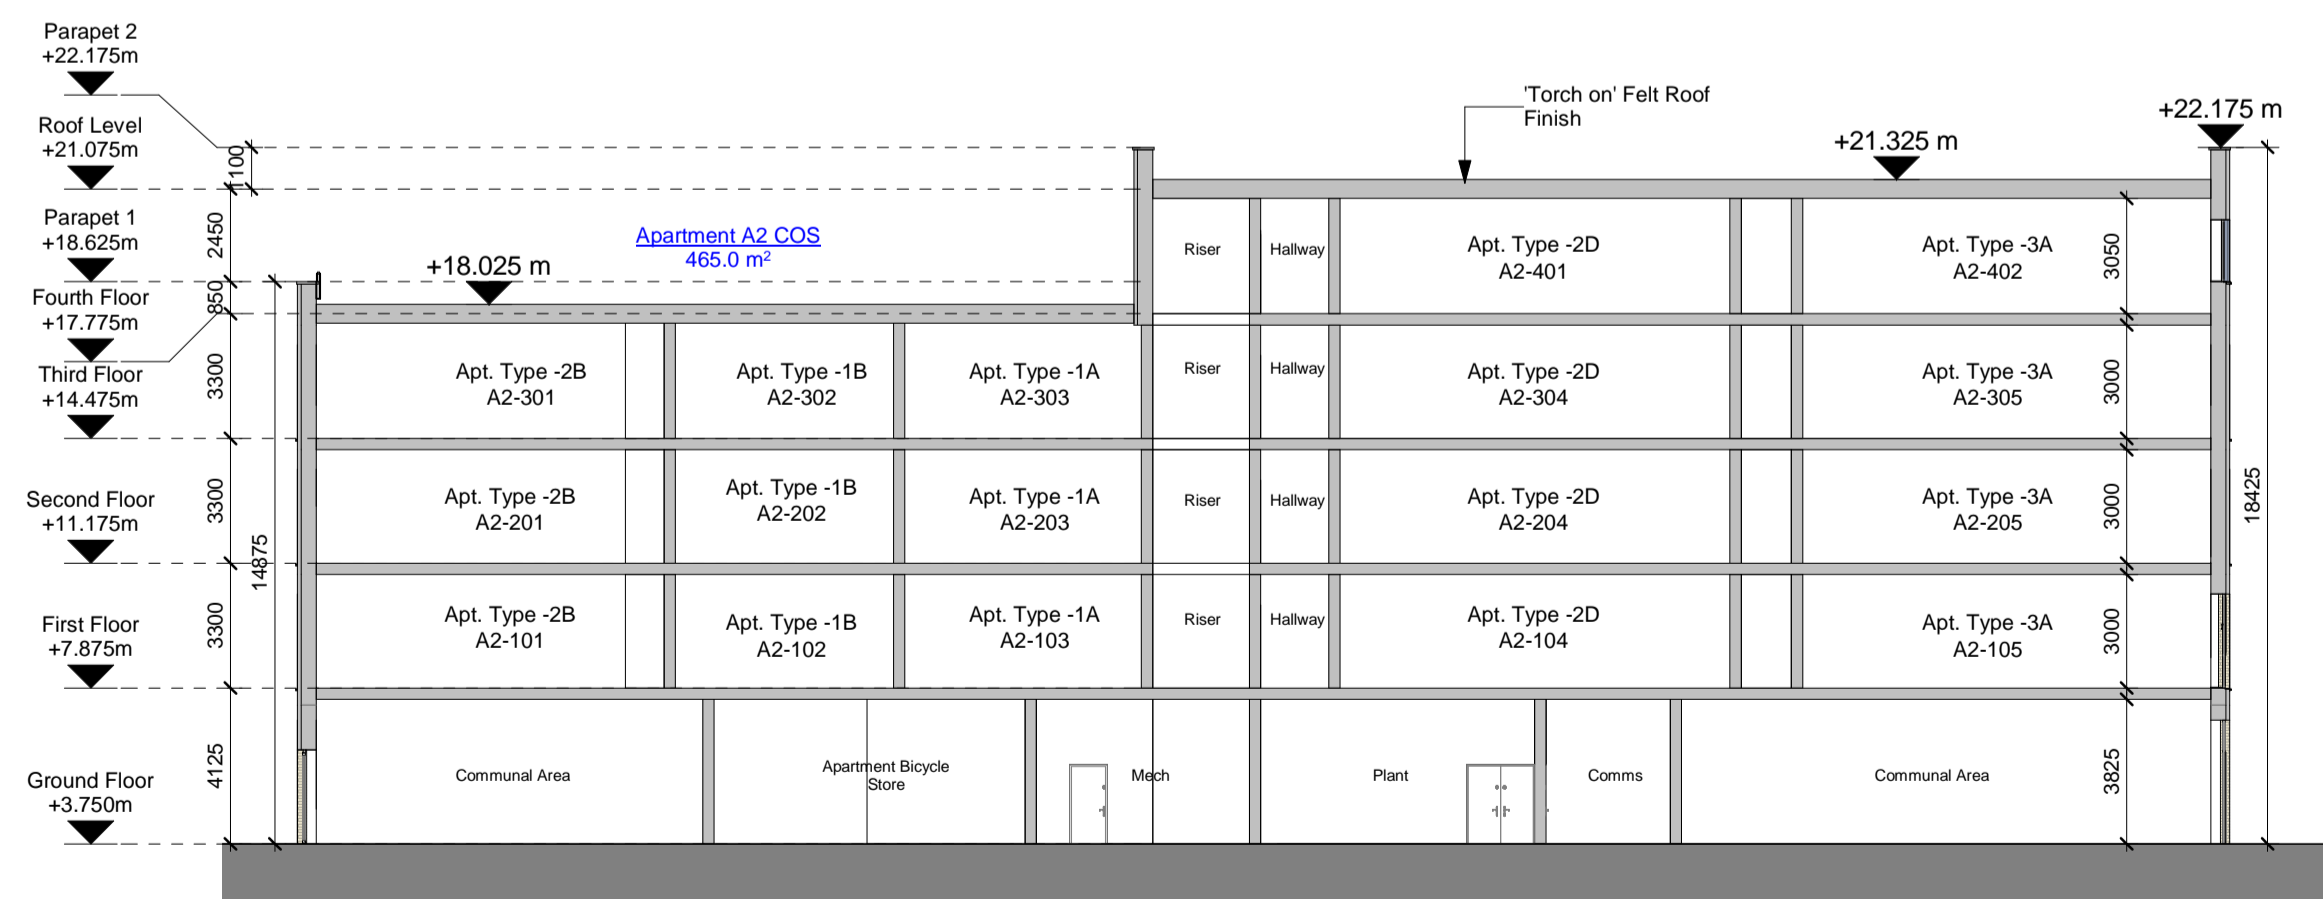 Parapet 2
+22.175m
Roof Level
+21.075m
Parapet 1
+18.625m
Fourth Floor
+17.775m
Third Floor
+14.475m
Second Floor
+11.175m
First Floor
+7.875m
Ground Floor
+3.750m
1100
2450
850
3300
3300
3300
4125
14875
'Torch on' Felt Roof
Finish
+22.175 m
+21.325 m
Apartment A2 COS
465.0 m²
+18.025 m
Riser
Hallway
Apt. Type -2D
A2-401
Apt. Type -3A
A2-402
3050
Apt. Type -2B
A2-301
Apt. Type -1B
A2-302
Apt. Type -1A
A2-303
Riser
Hallway
Apt. Type -2D
A2-304
Apt. Type -3A
A2-305
3000
Apt. Type -2B
A2-201
Apt. Type -1B
A2-202
Apt. Type -1A
A2-203
Riser
Hallway
Apt. Type -2D
A2-204
Apt. Type -3A
A2-205
3000
18425
Apt. Type -2B
A2-101
Apt. Type -1B
A2-102
Apt. Type -1A
A2-103
Riser
Hallway
Apt. Type -2D
A2-104
Apt. Type -3A
A2-105
3000
Communal Area
Apartment Bicycle
Store
Mech
Plant
Comms
Communal Area
3825